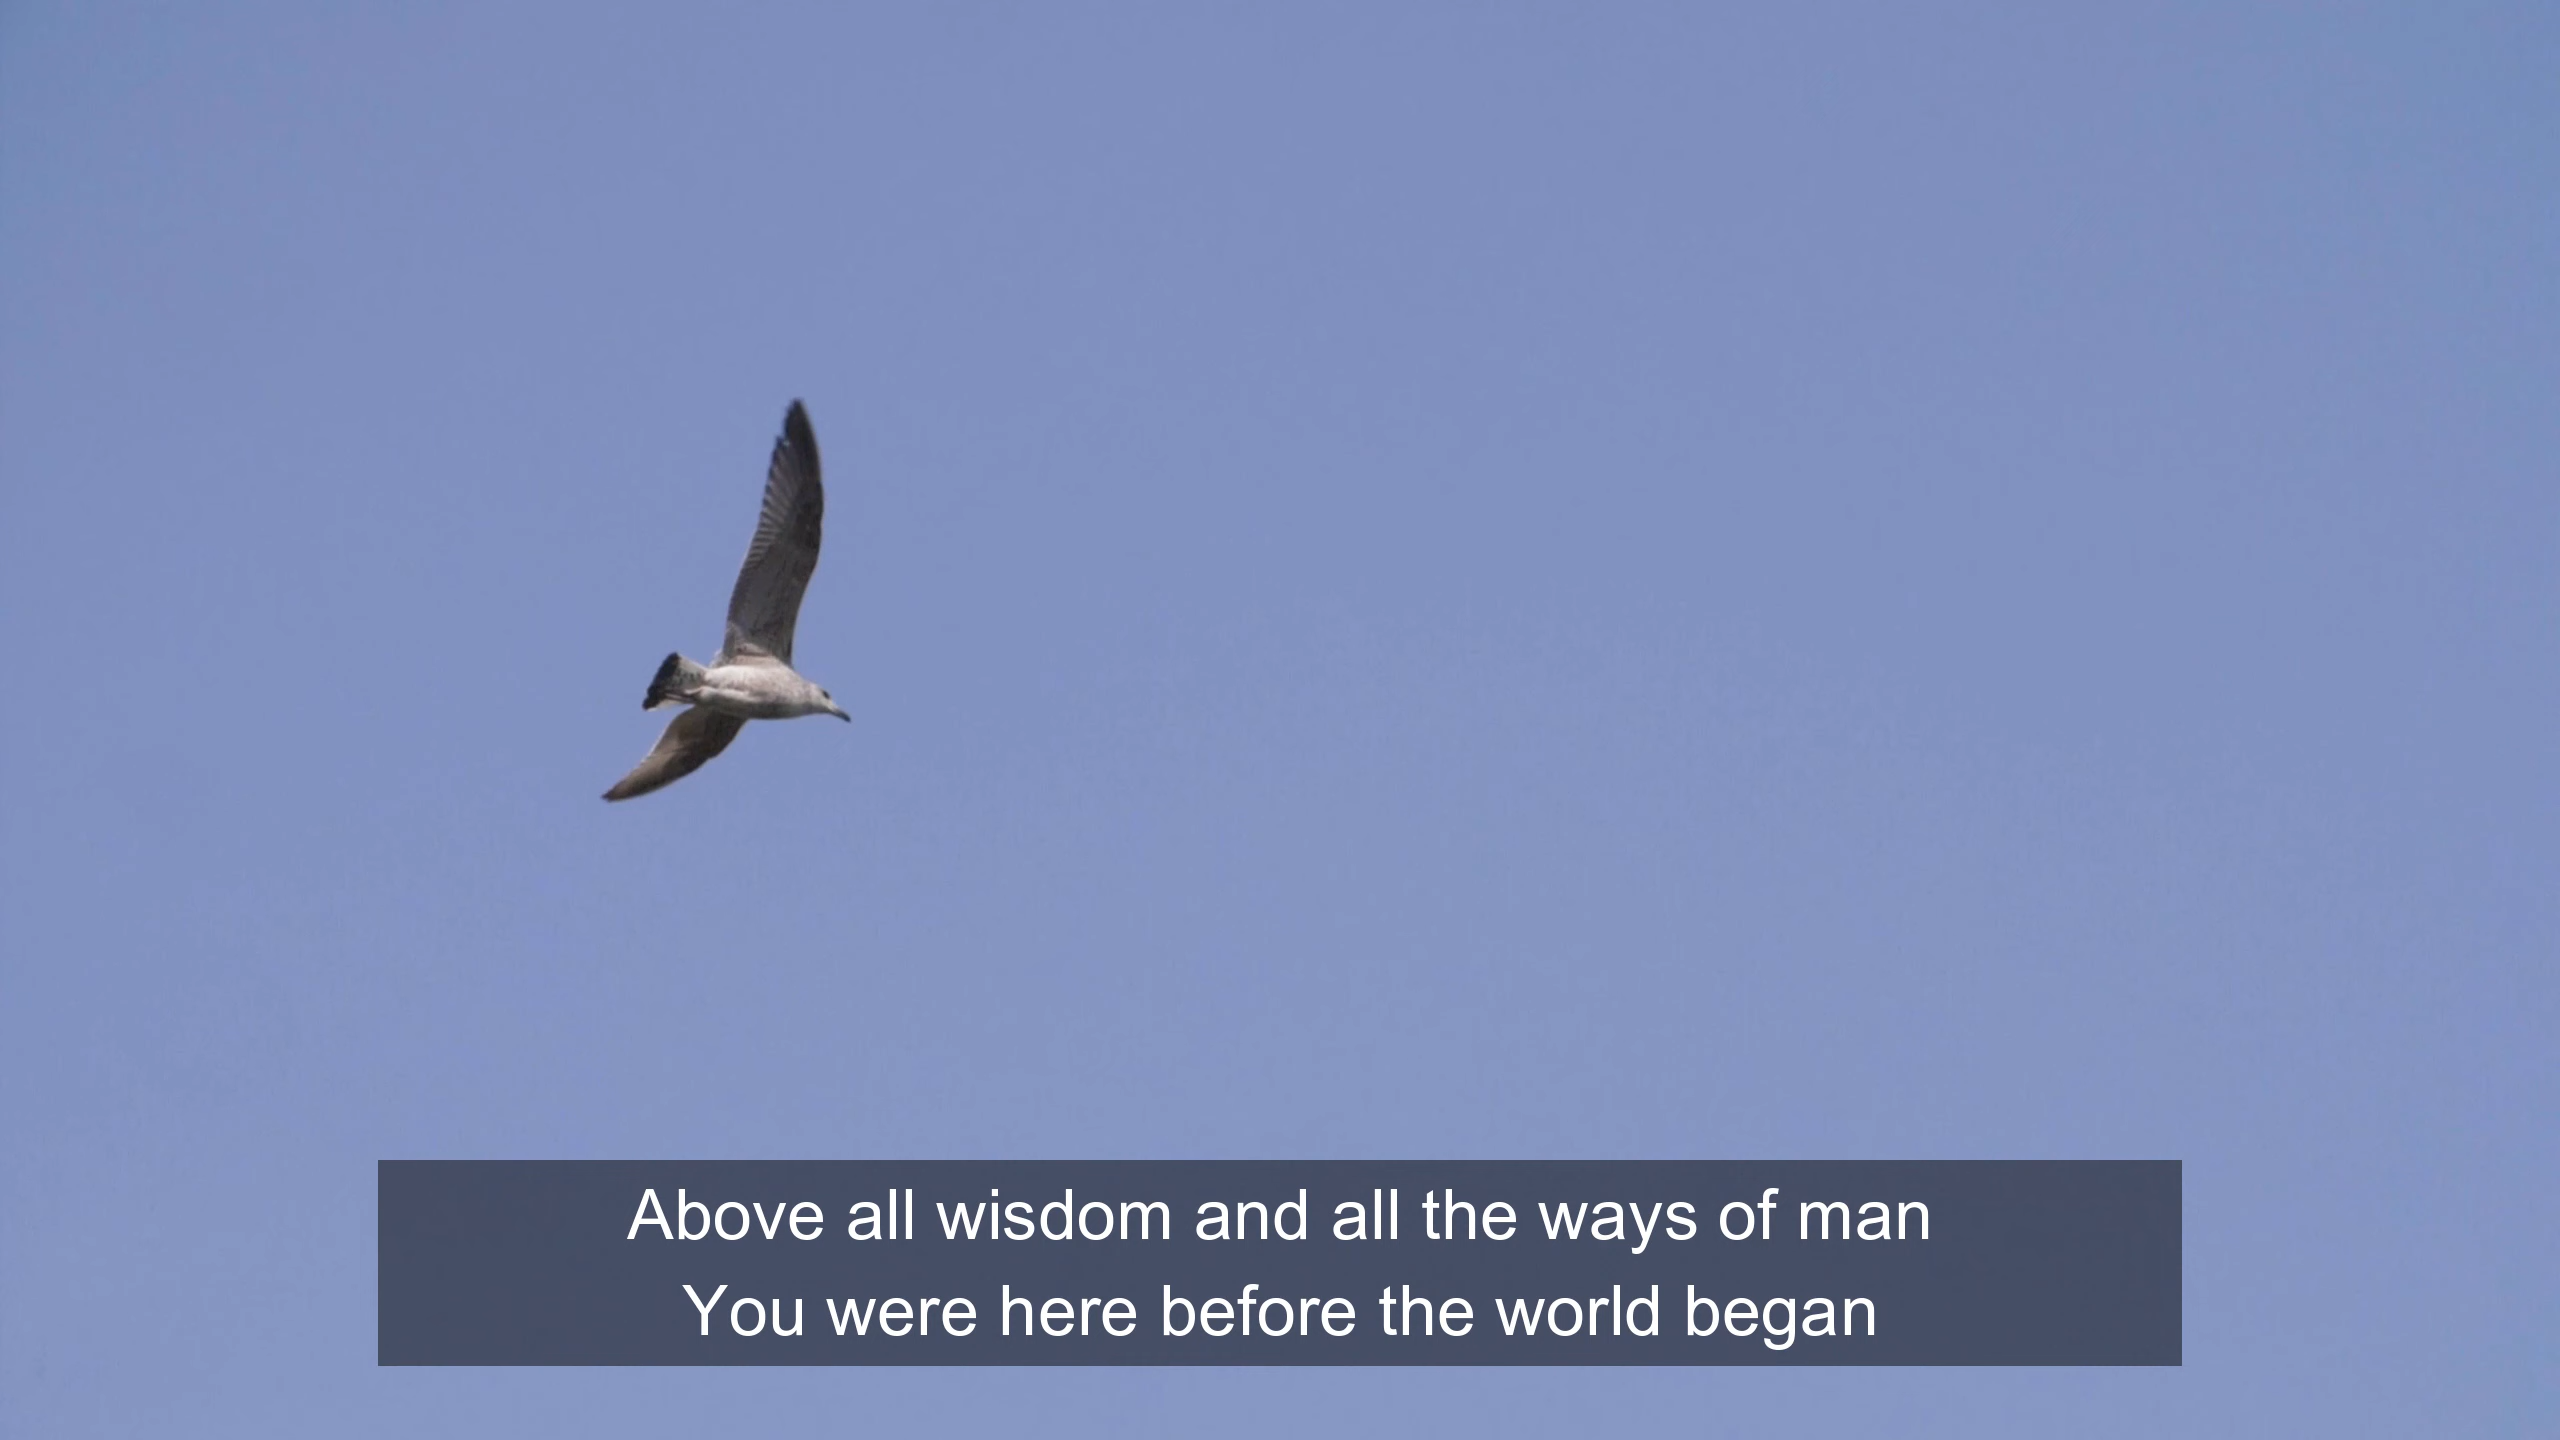 Above all wisdom and all the ways of man
You were here before the world began